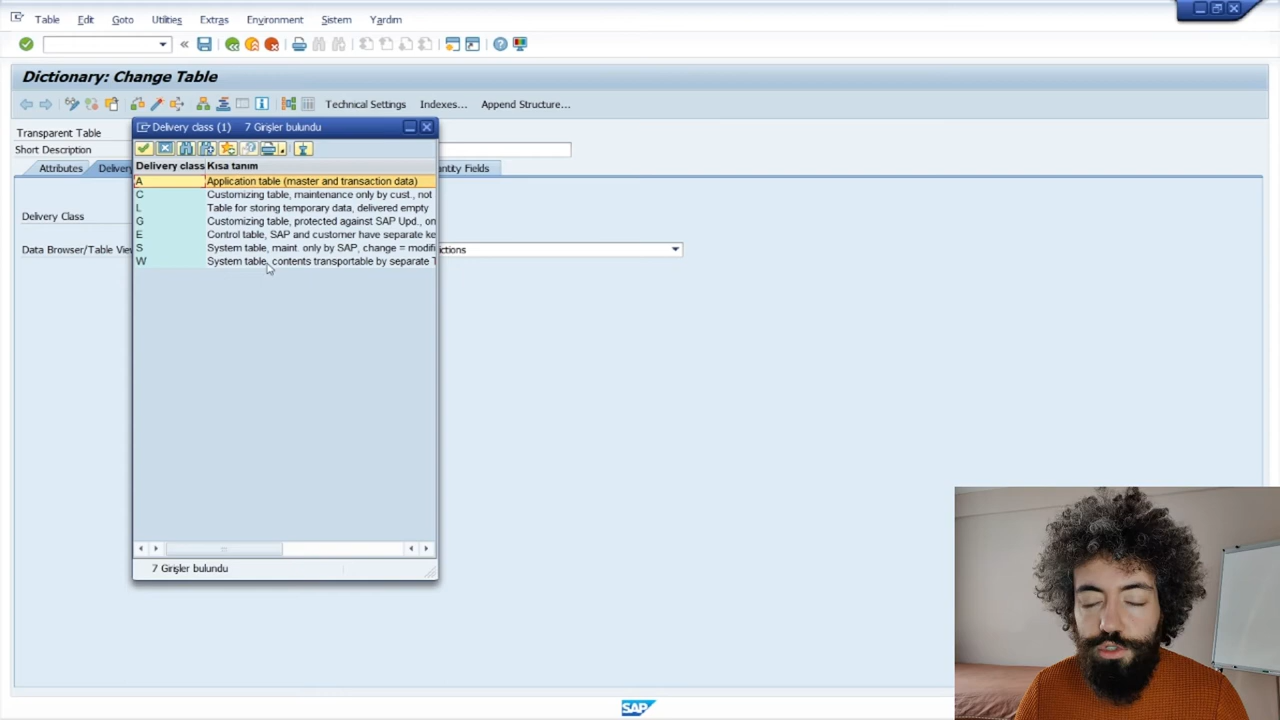 Table Edit Goto Utilities Extras Environment Sistem Yardım
Dictionary: Change Table
Technical Settings Indexes... Append Structure...
Transparent Table
Short Description
Attributes Delivery antity Fields
Delivery Class
Data Browser/Table View ctions
Delivery class (1) 7 Girişler bulundu
Delivery class Kısa tanım
A Application table (master and transaction data)
C Customizing table, maintenance only by cust., not
L Table for storing temporary data, delivered empty
G Customizing table, protected against SAP Upd., on
E Control table, SAP and customer have separate ke
S System table, maint. only by SAP, change = modifi
W System table, contents transportable by separate T
7 Girişler bulundu
SAP